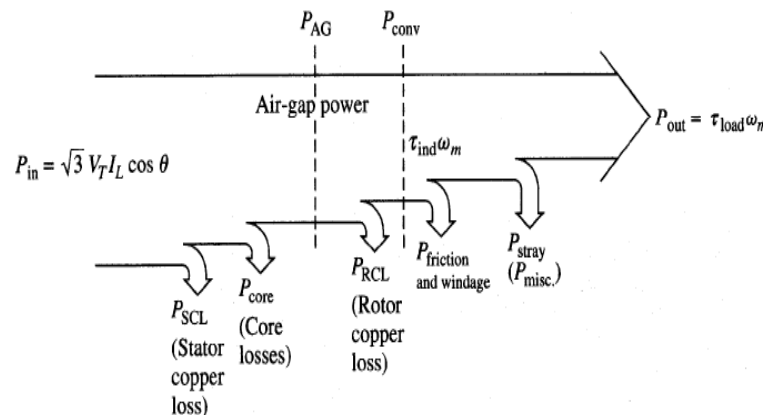 P_AG
P_conv
Air-gap power
P_out = τ_load ω_m
τ_ind ω_m
P_in = √3 V_T I_L cos θ
P_SCL
(Stator
copper
loss)
P_core
(Core
losses)
P_RCL
(Rotor
copper
loss)
P_friction
and windage
P_stray
(P_misc.)